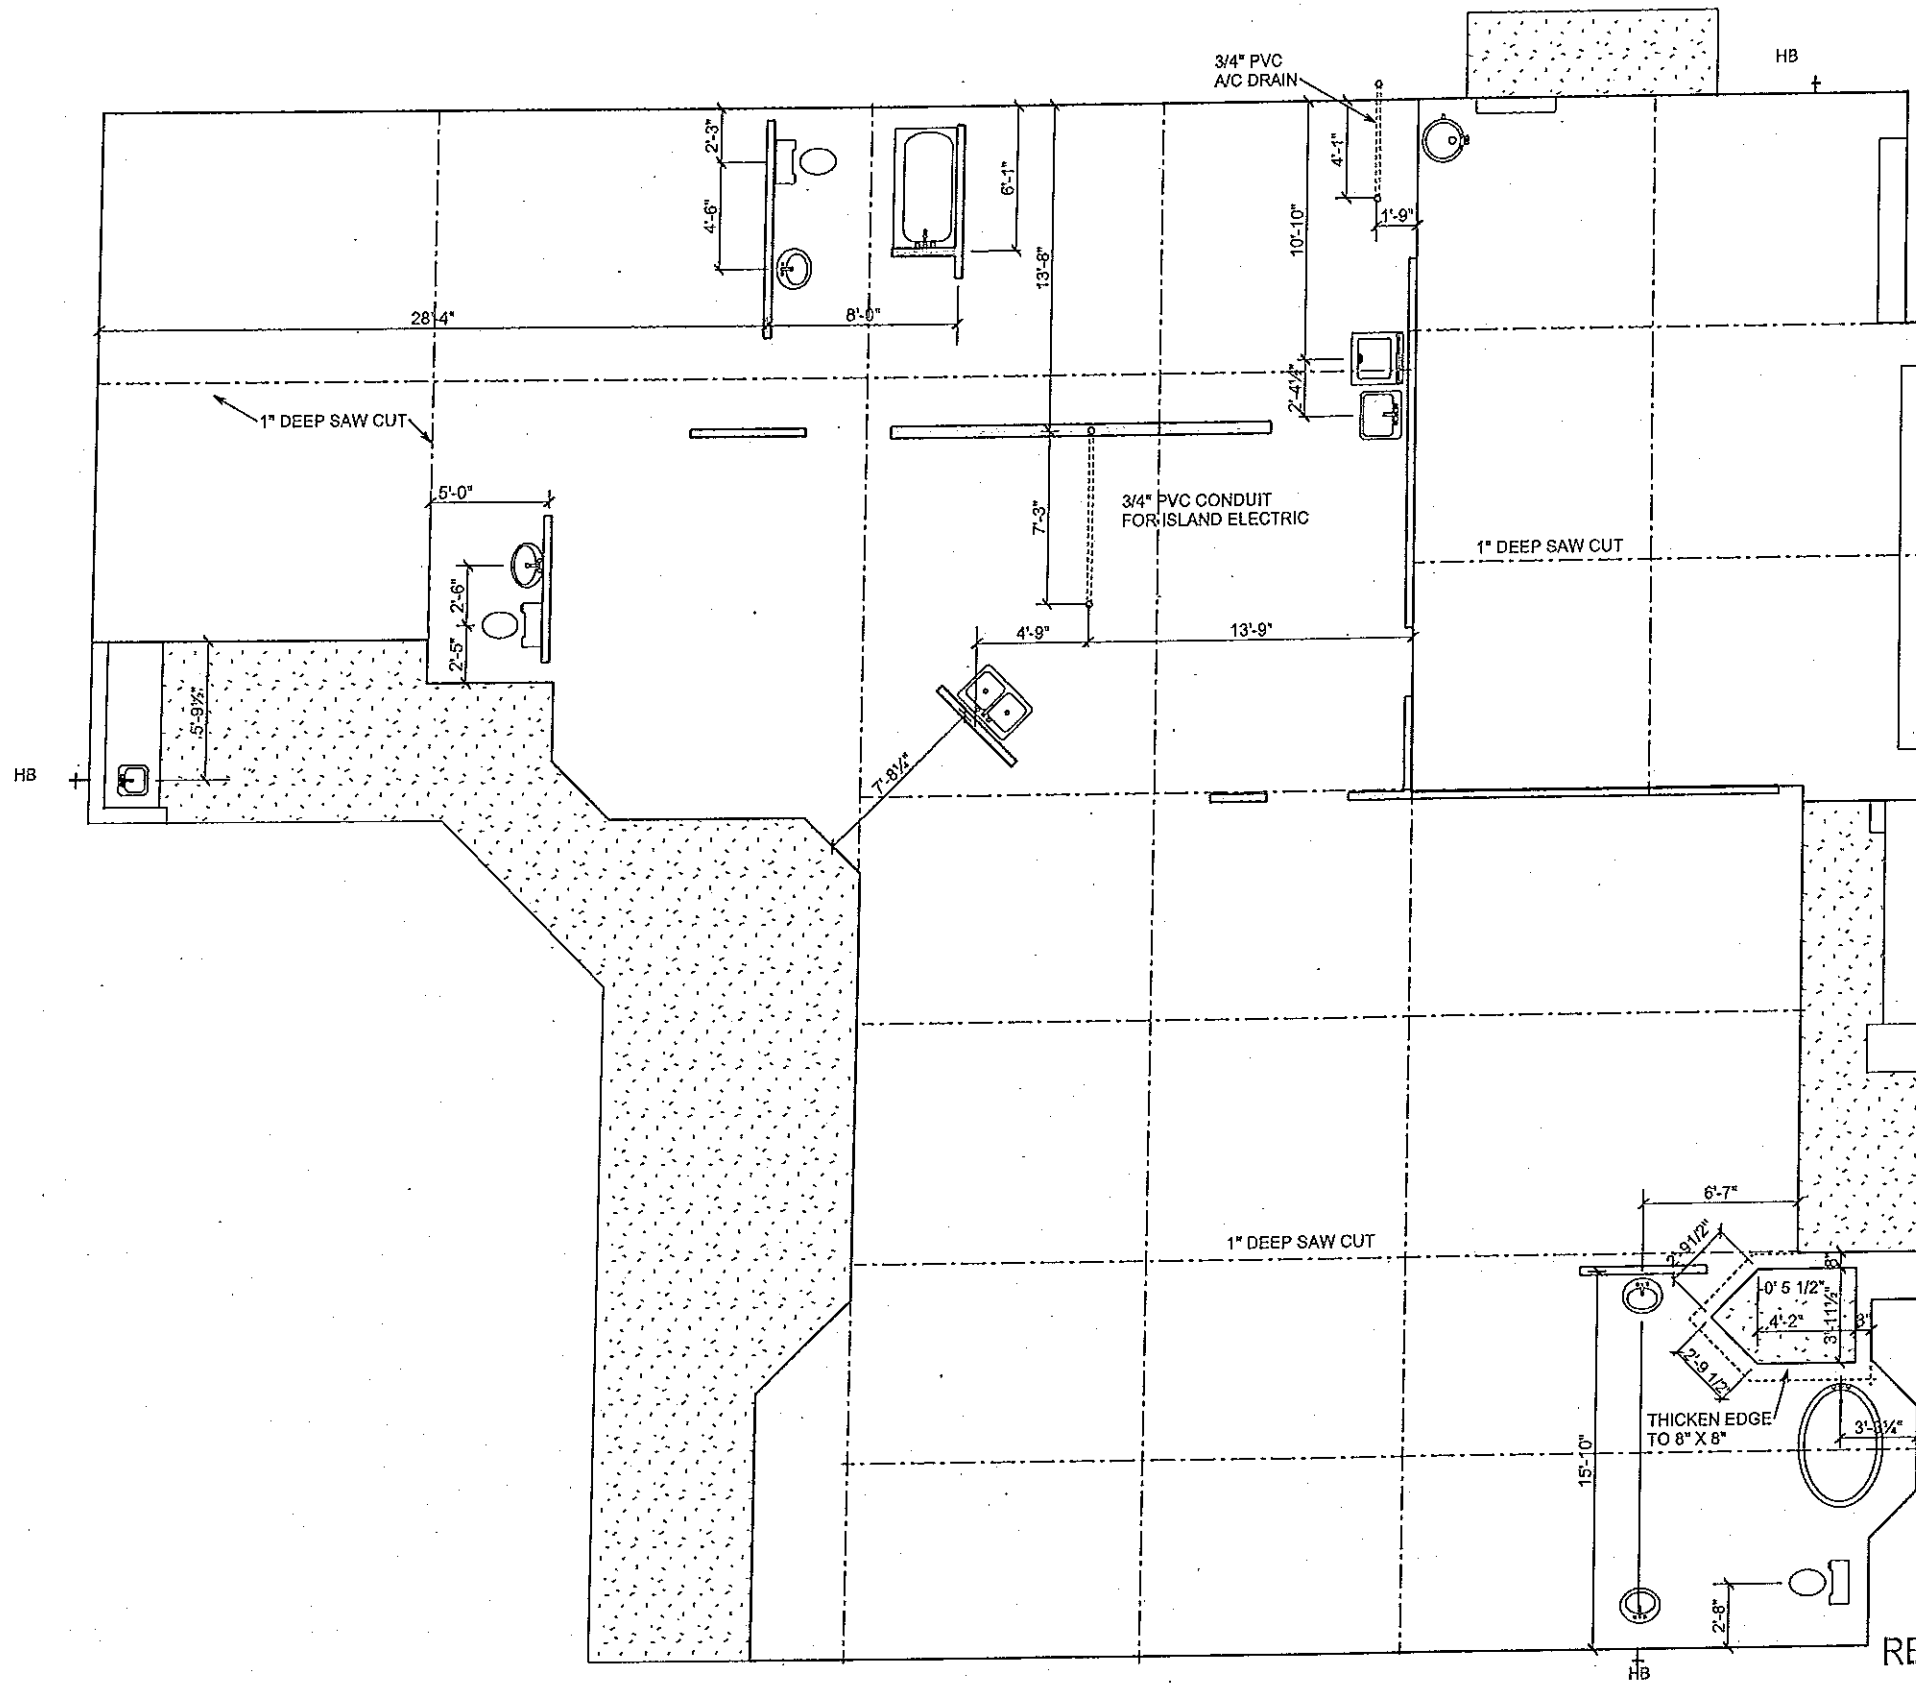 3/4" PVC
A/C DRAIN
HB
2'-3"
4'-6"
6'-1"
13'-8"
4'-1"
1'-9"
10'-10"
28'-4"
8'-0"
2'-4½"
1" DEEP SAW CUT
5'-0"
3/4" PVC CONDUIT
FOR ISLAND ELECTRIC
7'-3"
1" DEEP SAW CUT
2'-6"
2'-5"
4'-9"
13'-9"
5'-9½"
HB
7'-8¼"
6'-7"
1" DEEP SAW CUT
2'-9 1/2"
8"
0' 5 1/2"
4'-2"
3'-11½"
3"
2'-9 1/2"
THICKEN EDGE
TO 8" X 8"
3'-3¼"
15'-10"
2'-8"
HB